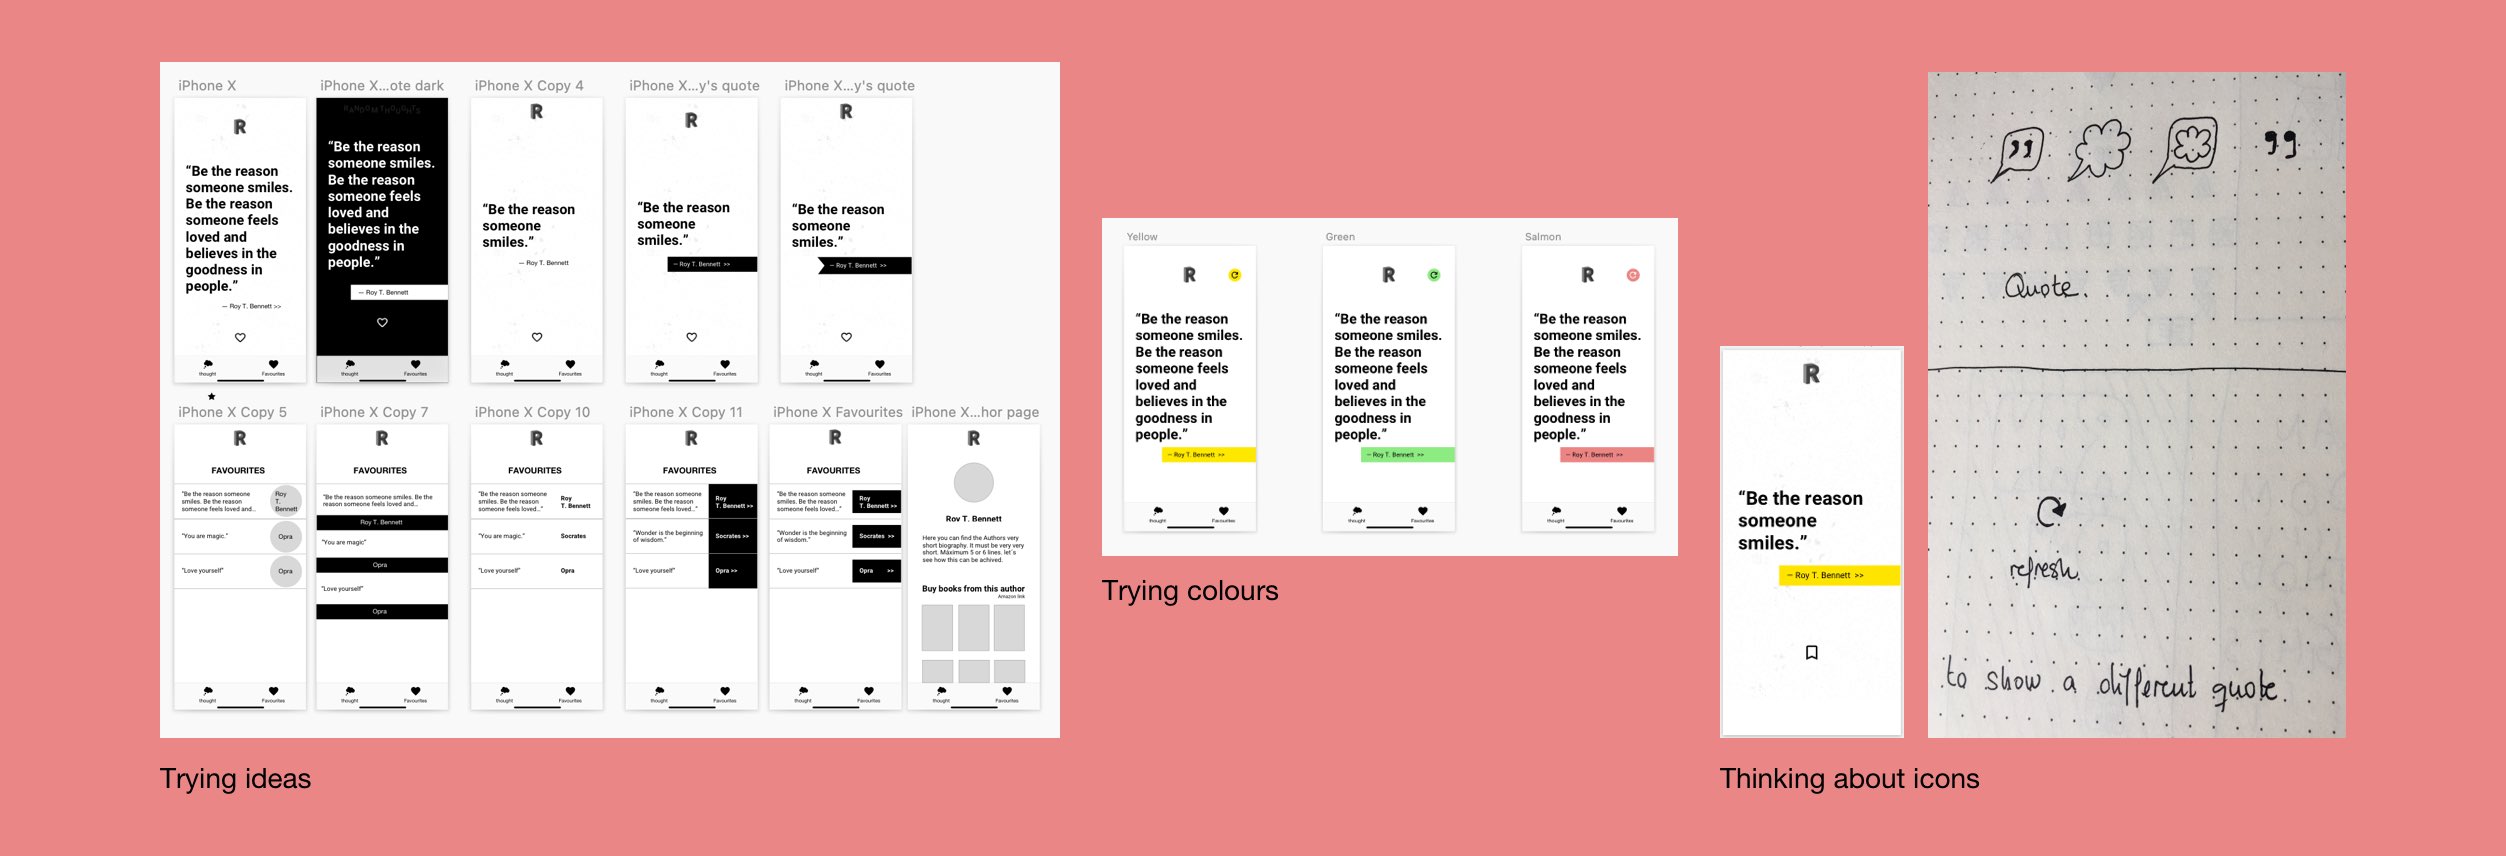 iPhone X
R
“Be the reason
someone smiles.
Be the reason
someone feels
loved and
believes in the
goodness in
people.”
— Roy T. Bennett >>
thought
Favourites
iPhone X...ote dark
RANDOM THOUGHTS
“Be the reason
someone smiles.
Be the reason
someone feels
loved and
believes in the
goodness in
people.”
— Roy T. Bennett
thought
Favourites
iPhone X Copy 4
R
“Be the reason
someone
smiles.”
— Roy T. Bennett
thought
Favourites
iPhone X...y's quote
R
“Be the reason
someone
smiles.”
— Roy T. Bennett >>
thought
Favourites
iPhone X...y's quote
R
“Be the reason
someone
smiles.”
— Roy T. Bennett >>
thought
Favourites
iPhone X Copy 5
R
FAVOURITES
“Be the reason someone
smiles. Be the reason
someone feels loved and...
Roy
T.
Bennett
“You are magic.”
Opra
“Love yourself”
Opra
thought
Favourites
iPhone X Copy 7
R
FAVOURITES
“Be the reason someone smiles. Be the
reason someone feels loved and...
Roy T. Bennett
“You are magic”
Opra
“Love yourself”
Opra
thought
Favourites
iPhone X Copy 10
R
FAVOURITES
“Be the reason someone
smiles. Be the reason
someone feels loved...”
Roy
T. Bennett
“You are magic.”
Socrates
“Love yourself”
Opra
thought
Favourites
iPhone X Copy 11
R
FAVOURITES
“Be the reason someone
smiles. Be the reason
someone feels loved...”
Roy
T. Bennett >>
“Wonder is the beginning
of wisdom.”
Socrates >>
“Love yourself”
Opra >>
thought
Favourites
iPhone X Favourites
R
FAVOURITES
“Be the reason someone
smiles. Be the reason
someone feels loved...”
Roy
T. Bennett >>
“Wonder is the beginning
of wisdom.”
Socrates >>
“Love yourself”
Opra >>
thought
Favourites
iPhone X...hor page
R
Roy T. Bennett
Here you can find the Authors very
short biography. It must be very very
short. Máximum 5 or 6 lines. let´s
see how this can be achived.
Buy books from this author
Amazon link
thought
Favourites
Trying ideas
Yellow
R
“Be the reason
someone smiles.
Be the reason
someone feels
loved and
believes in the
goodness in
people.”
— Roy T. Bennett >>
thought
Favourites
Green
R
“Be the reason
someone smiles.
Be the reason
someone feels
loved and
believes in the
goodness in
people.”
— Roy T. Bennett >>
thought
Favourites
Salmon
R
“Be the reason
someone smiles.
Be the reason
someone feels
loved and
believes in the
goodness in
people.”
— Roy T. Bennett >>
thought
Favourites
Trying colours
R
“Be the reason
someone
smiles.”
— Roy T. Bennett >>
Quote.
refresh
to show a different quote.
Thinking about icons